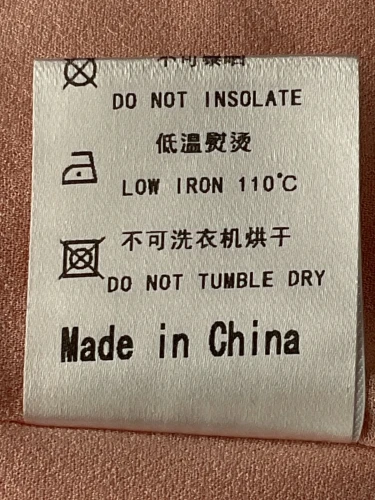 DO NOT INSOLATE
低温熨烫
LOW IRON 110℃
不可洗衣机烘干
DO NOT TUMBLE DRY
Made in China